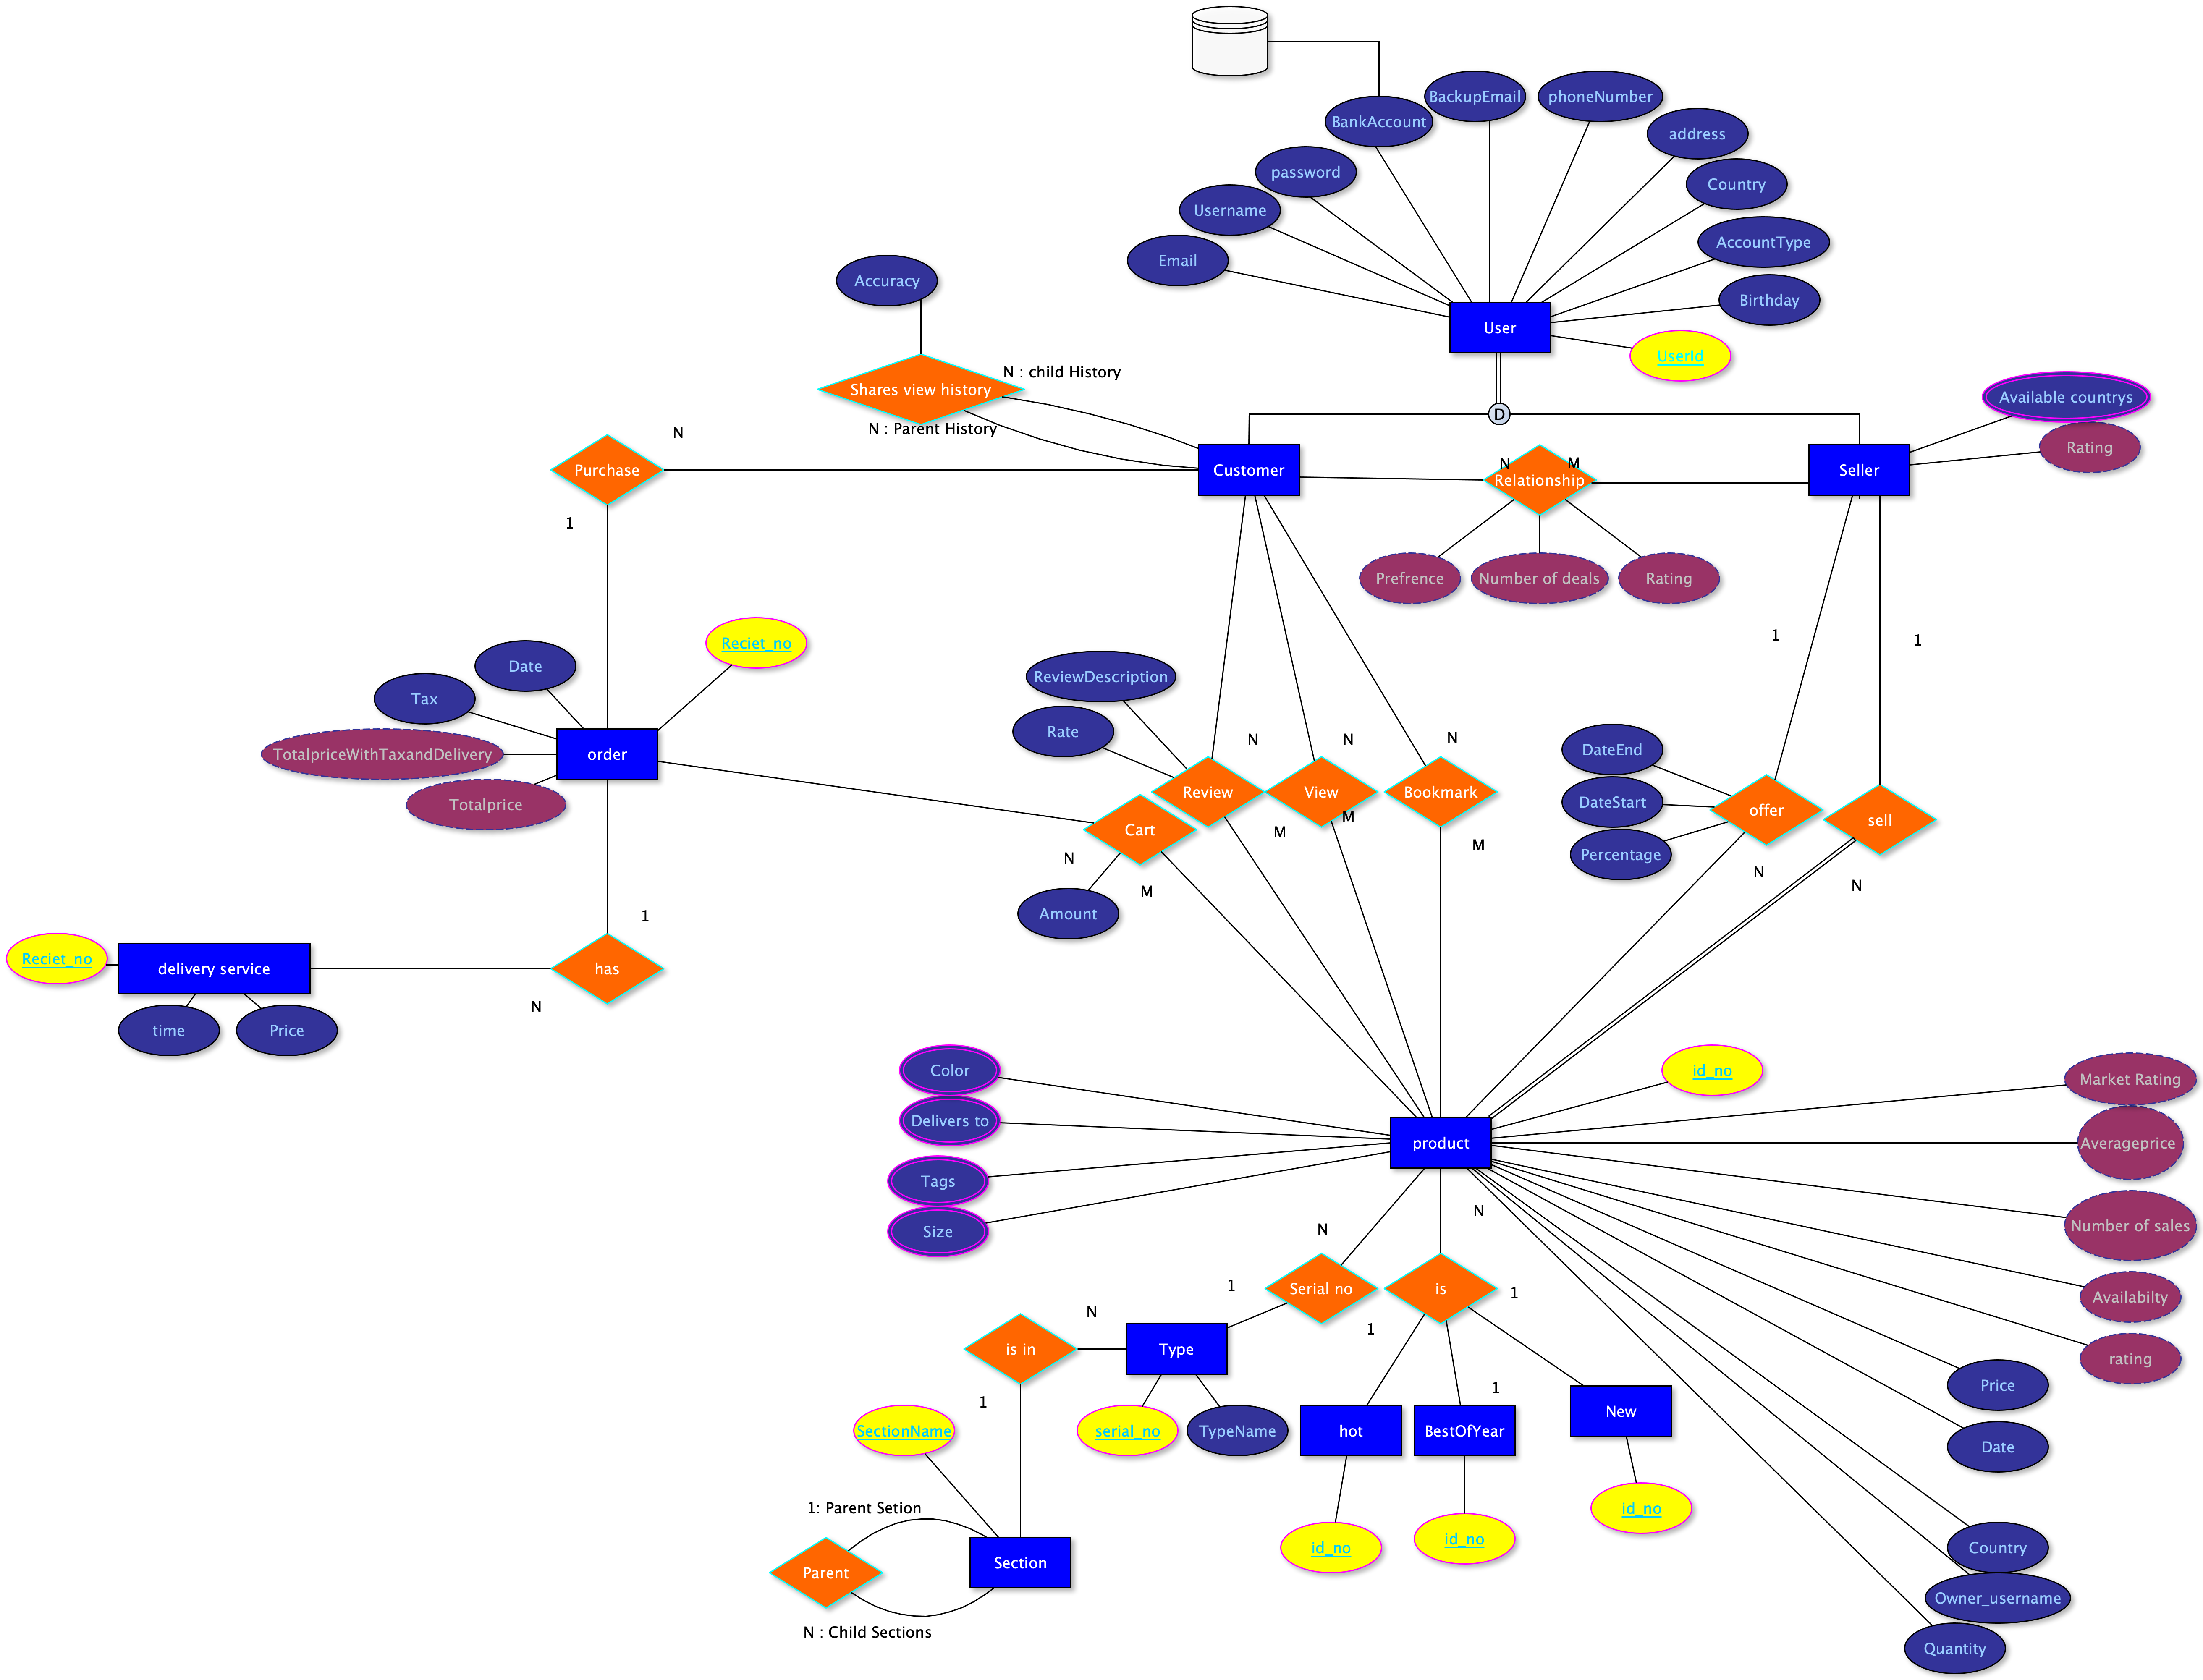 BackupEmail
phoneNumber
BankAccount
address
password
Country
Username
AccountType
Email
Birthday
Accuracy
User
UserId
N : child History
Shares view history
Available countrys
D
N : Parent History
N
Rating
Purchase
Customer
N
M
Relationship
Seller
1
Prefrence
Number of deals
Rating
1
1
Reciet_no
Date
ReviewDescription
Tax
Rate
N
N
N
DateEnd
order
TotalpriceWithTaxandDelivery
Review
View
Bookmark
DateStart
Totalprice
M
offer
sell
Cart
M
M
Percentage
N
M
N
N
Amount
1
Reciet_no
delivery service
has
N
time
Price
Color
id_no
Market Rating
Delivers to
product
Averageprice
Tags
N
Size
N
Number of sales
1
Serial no
is
1
Availabilty
N
1
is in
Type
rating
1
1
Price
SectionName
serial_no
TypeName
hot
BestOfYear
New
Date
1: Parent Setion
id_no
id_no
id_no
Country
Section
Parent
Owner_username
N : Child Sections
Quantity